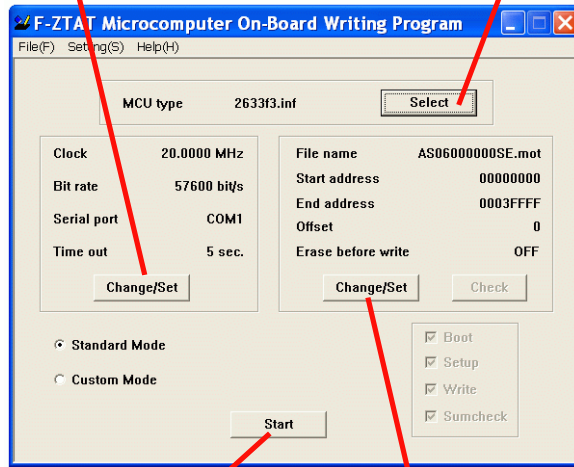 F-ZTAT Microcomputer On-Board Writing Program
File(F) Setting(S) Help(H)
MCU type 2633f3.inf Select
Clock 20.0000 MHz
Bit rate 57600 bit/s
Serial port COM1
Time out 5 sec.
Change/Set
File name AS06000000SE.mot
Start address 00000000
End address 0003FFFF
Offset 0
Erase before write OFF
Change/Set Check
Standard Mode
Custom Mode
Boot
Setup
Write
Sumcheck
Start